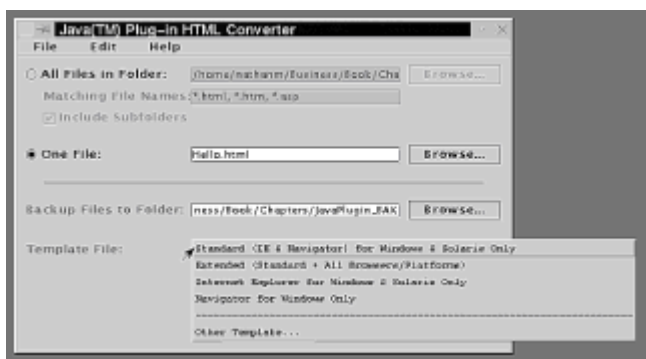 Java(TM) Plug-in HTML Converter
File Edit Help
All Files in Folder: /home/nathanm/Business/Book/Cha Browse...
Matching File Names: *.html, *.htm, *.asp
Include Subfolders
One File: Hello.html Browse...
Backup Files to Folder: ness/Book/Chapters/JavaPlugin_BAK Browse...
Template File: Standard (IE & Navigator) for Windows & Solaris Only
Extended (Standard + All Browsers/Platforms)
Internet Explorer for Windows & Solaris Only
Navigator for Windows Only
Other Template...